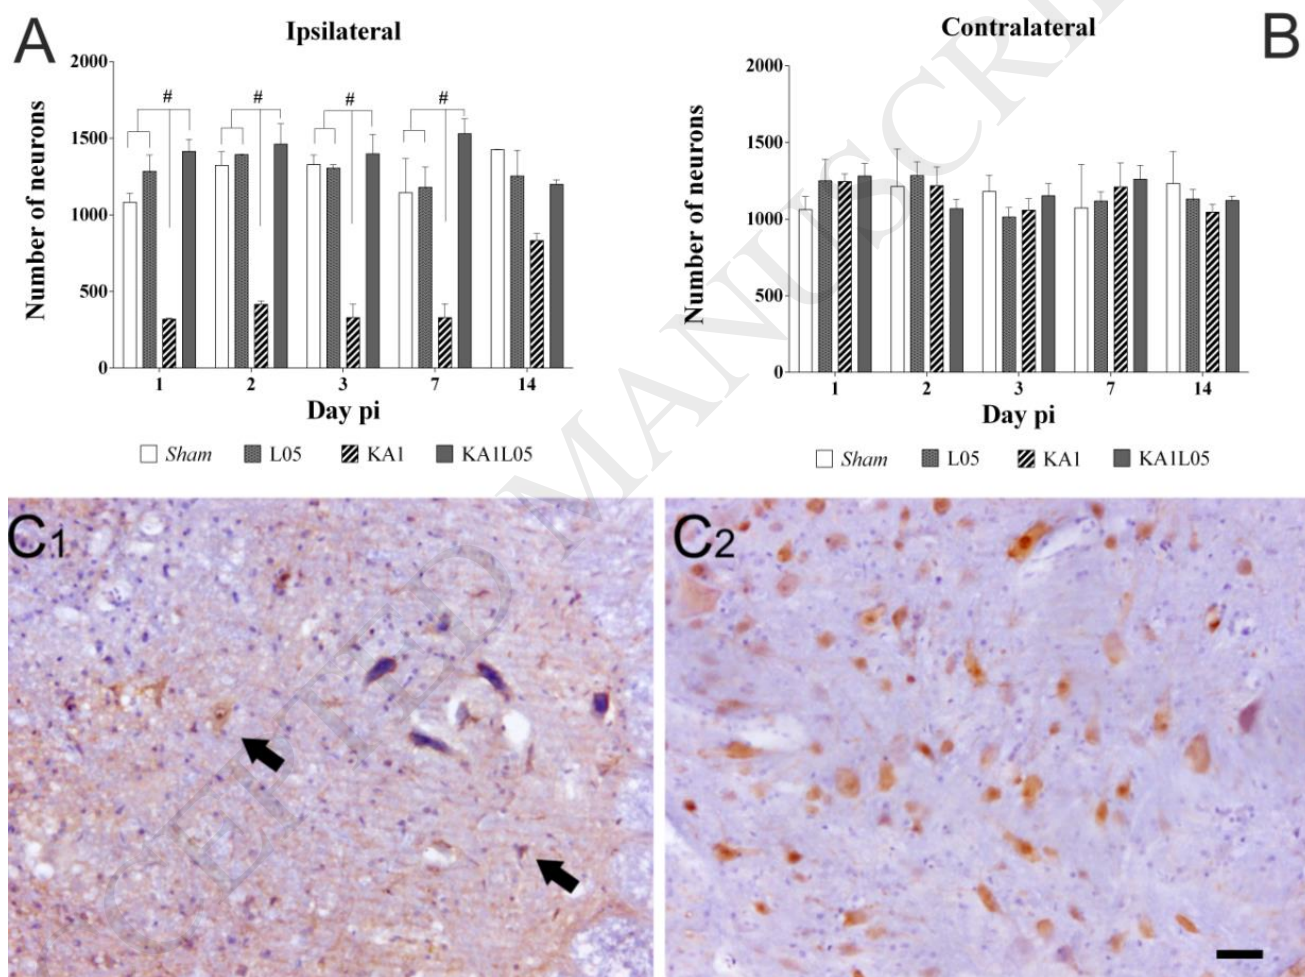 A
Ipsilateral
Number of neurons
2000
1500
1000
500
0
# # # #
1 2 3 7 14
Day pi
Sham L05 KA1 KA1L05
B
Contralateral
Number of neurons
2000
1500
1000
500
0
1 2 3 7 14
Day pi
Sham L05 KA1 KA1L05
C1
C2
MANUSCRI